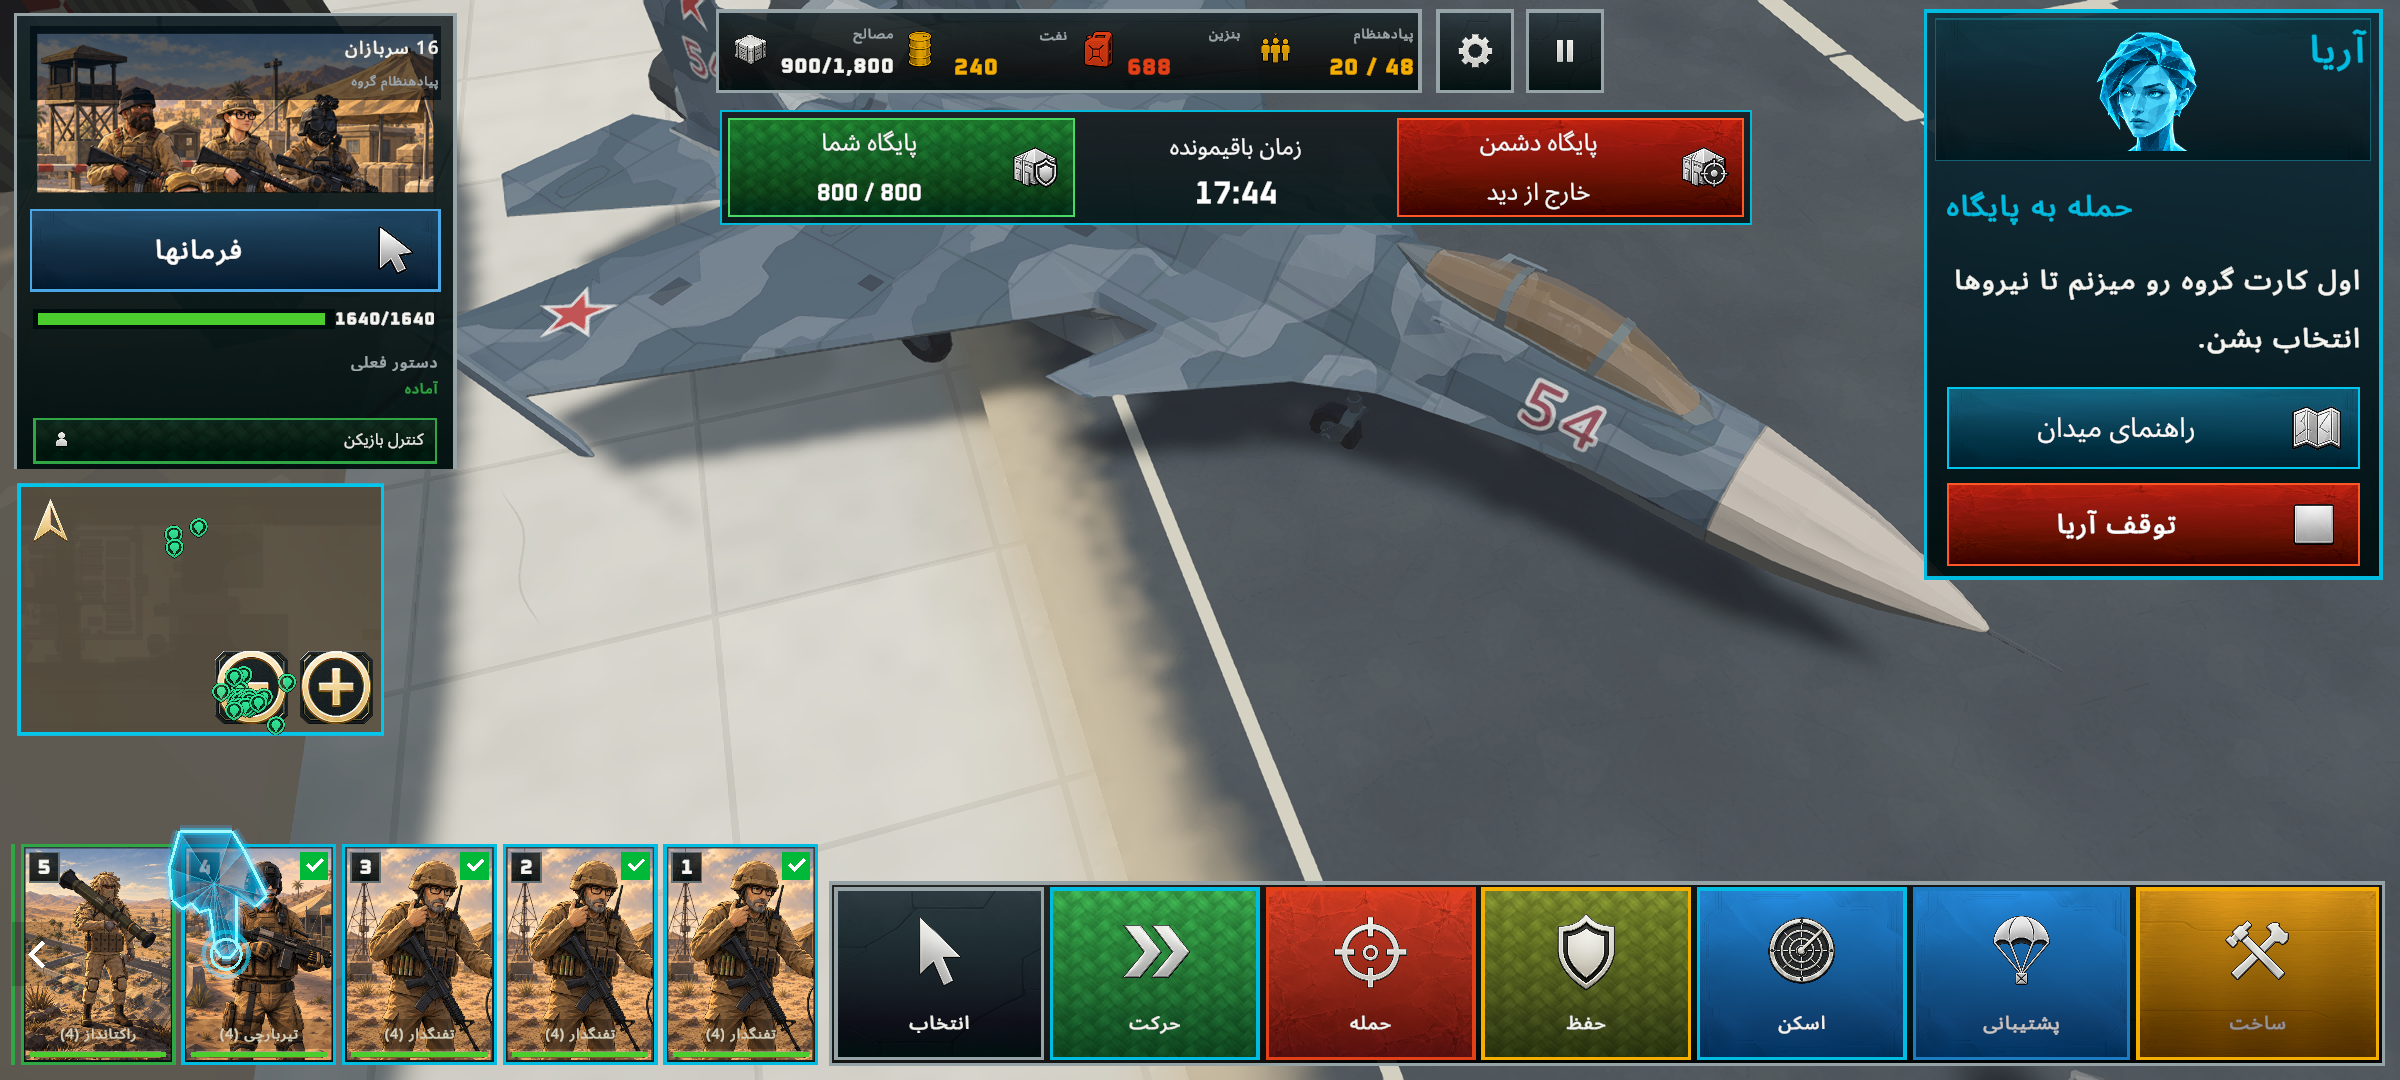 16 سربازان
پیادهنظام گروه
فرمانها
1640/1640
دستور فعلی
آماده
کنترل بازیکن
مصالح
900/1,800
نفت
240
بنزین
688
پیادهنظام
20 / 48
پایگاه شما
800 / 800
زمان باقیمونده
17:44
پایگاه دشمن
خارج از دید
آریا
حمله به پایگاه
اول کارت گروه رو میزنم تا نیروها
انتخاب بشن.
راهنمای میدان
توقف آریا
54
5
راکتانداز (4)
4
تیربارچی (4)
3
تفنگدار (4)
2
تفنگدار (4)
1
تفنگدار (4)
انتخاب
حرکت
حمله
حفظ
اسکن
پشتیبانی
ساخت